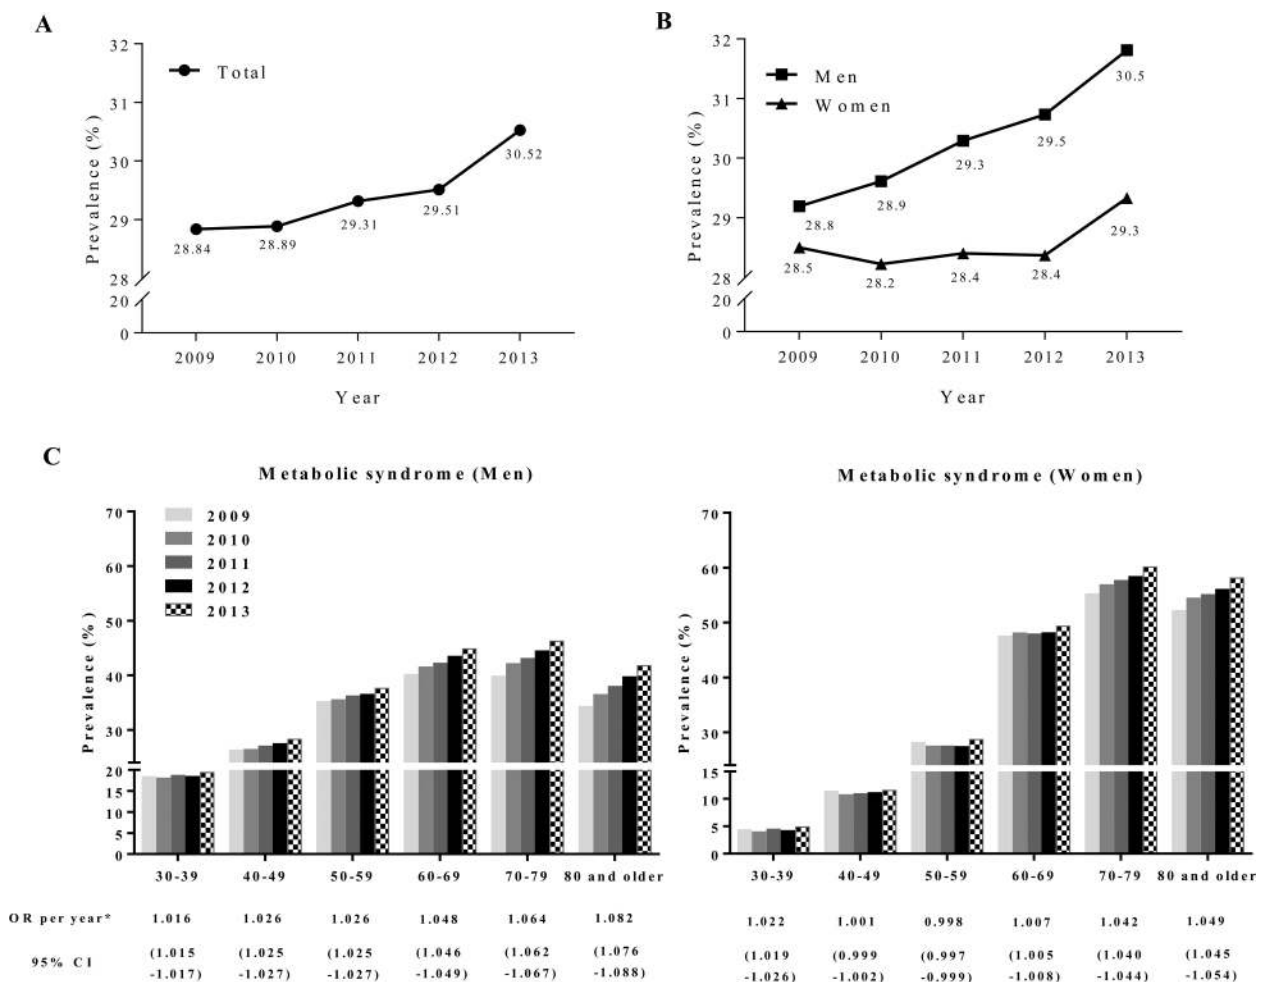 A
32
31
30
29
28
20
0
Prevalence (%)
Total
28.84
28.89
29.31
29.51
30.52
2009 2010 2011 2012 2013
Year
B
32
31
30
29
28
20
0
Prevalence (%)
Men
Women
28.8
28.9
29.3
29.5
30.5
28.5
28.2
28.4
28.4
29.3
2009 2010 2011 2012 2013
Year
C
Metabolic syndrome (Men)
70
60
50
40
30
20
15
10
5
0
Prevalence (%)
2009
2010
2011
2012
2013
30-39 40-49 50-59 60-69 70-79 80 and older
OR per year* 1.016 1.026 1.026 1.048 1.064 1.082
95% CI (1.015 (1.025 (1.025 (1.046 (1.062 (1.076
-1.017) -1.027) -1.027) -1.049) -1.067) -1.088)
Metabolic syndrome (Women)
70
60
50
40
30
15
10
5
0
Prevalence (%)
30-39 40-49 50-59 60-69 70-79 80 and older
1.022 1.001 0.998 1.007 1.042 1.049
(1.019 (0.999 (0.997 (1.005 (1.040 (1.045
-1.026) -1.002) -0.999) -1.008) -1.044) -1.054)